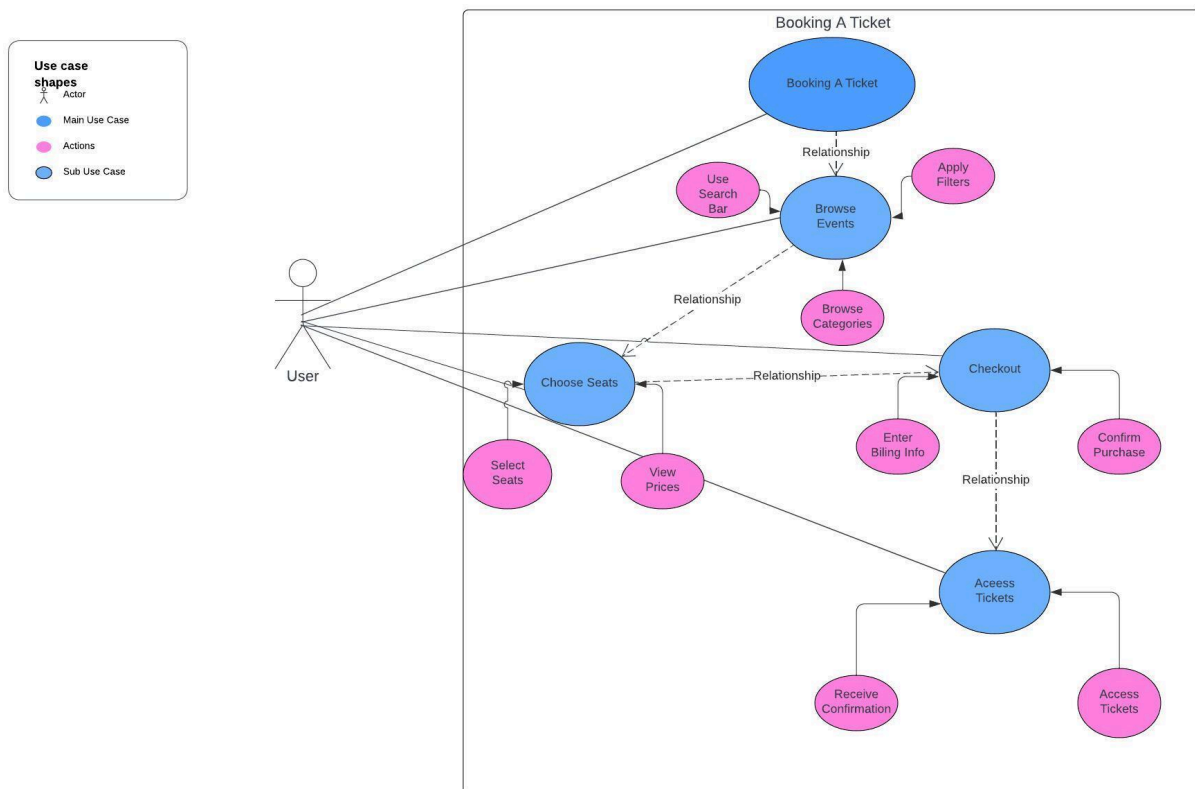 Booking A Ticket
Use case
shapes
Actor
Main Use Case
Actions
Sub Use Case
Booking A Ticket
Relationship
Use
Search
Bar
Apply
Filters
Browse
Events
Relationship
Browse
Categories
User
Choose Seats
Relationship
Checkout
Select
Seats
View
Prices
Enter
Biling Info
Confirm
Purchase
Relationship
Aceess
Tickets
Receive
Confirmation
Access
Tickets